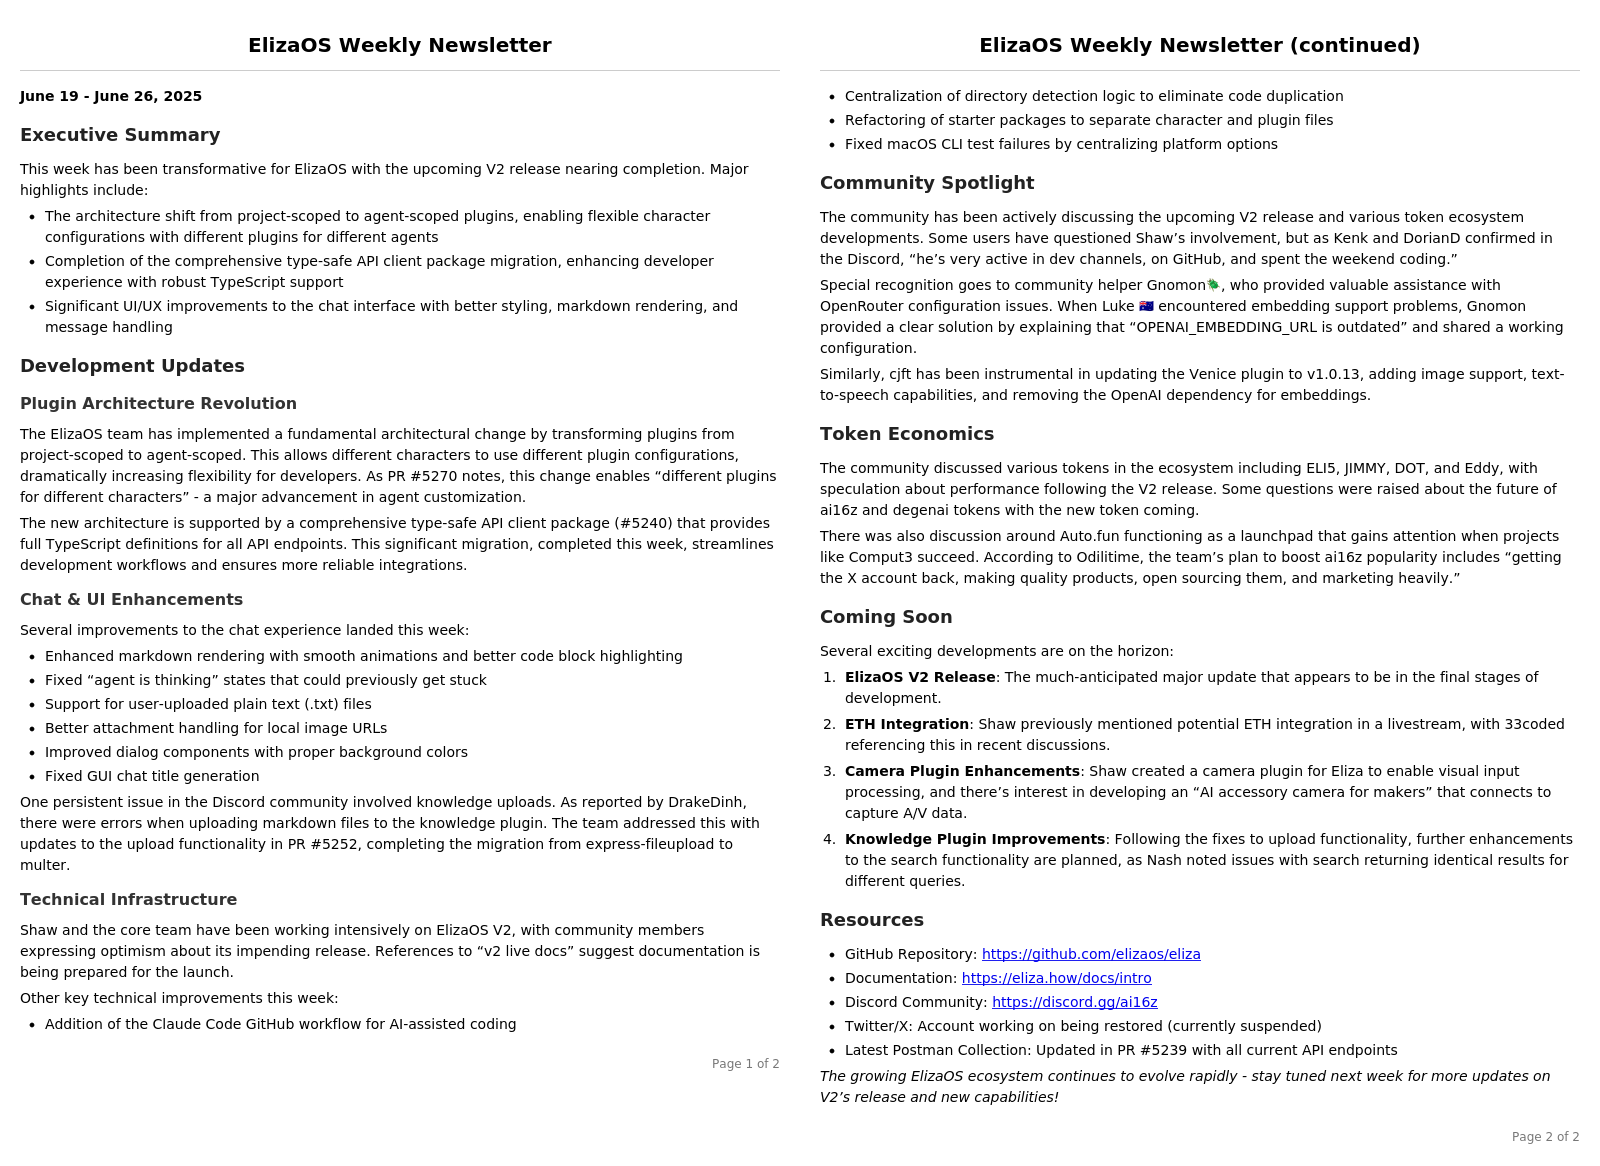 ElizaOS Weekly Newsletter
June 19 - June 26, 2025
Executive Summary
This week has been transformative for ElizaOS with the upcoming V2 release nearing completion. Major
highlights include:
• The architecture shift from project-scoped to agent-scoped plugins, enabling flexible character
configurations with different plugins for different agents
• Completion of the comprehensive type-safe API client package migration, enhancing developer
experience with robust TypeScript support
• Significant UI/UX improvements to the chat interface with better styling, markdown rendering, and
message handling
Development Updates
Plugin Architecture Revolution
The ElizaOS team has implemented a fundamental architectural change by transforming plugins from
project-scoped to agent-scoped. This allows different characters to use different plugin configurations,
dramatically increasing flexibility for developers. As PR #5270 notes, this change enables “different plugins
for different characters” - a major advancement in agent customization.
The new architecture is supported by a comprehensive type-safe API client package (#5240) that provides
full TypeScript definitions for all API endpoints. This significant migration, completed this week, streamlines
development workflows and ensures more reliable integrations.
Chat & UI Enhancements
Several improvements to the chat experience landed this week:
• Enhanced markdown rendering with smooth animations and better code block highlighting
• Fixed “agent is thinking” states that could previously get stuck
• Support for user-uploaded plain text (.txt) files
• Better attachment handling for local image URLs
• Improved dialog components with proper background colors
• Fixed GUI chat title generation
One persistent issue in the Discord community involved knowledge uploads. As reported by DrakeDinh,
there were errors when uploading markdown files to the knowledge plugin. The team addressed this with
updates to the upload functionality in PR #5252, completing the migration from express-fileupload to
multer.
Technical Infrastructure
Shaw and the core team have been working intensively on ElizaOS V2, with community members
expressing optimism about its impending release. References to “v2 live docs” suggest documentation is
being prepared for the launch.
Other key technical improvements this week:
• Addition of the Claude Code GitHub workflow for AI-assisted coding
Page 1 of 2
ElizaOS Weekly Newsletter (continued)
• Centralization of directory detection logic to eliminate code duplication
• Refactoring of starter packages to separate character and plugin files
• Fixed macOS CLI test failures by centralizing platform options
Community Spotlight
The community has been actively discussing the upcoming V2 release and various token ecosystem
developments. Some users have questioned Shaw’s involvement, but as Kenk and DorianD confirmed in
the Discord, “he’s very active in dev channels, on GitHub, and spent the weekend coding.”
Special recognition goes to community helper Gnomon🪲, who provided valuable assistance with
OpenRouter configuration issues. When Luke 🇦🇺 encountered embedding support problems, Gnomon
provided a clear solution by explaining that “OPENAI_EMBEDDING_URL is outdated” and shared a working
configuration.
Similarly, cjft has been instrumental in updating the Venice plugin to v1.0.13, adding image support, text-
to-speech capabilities, and removing the OpenAI dependency for embeddings.
Token Economics
The community discussed various tokens in the ecosystem including ELI5, JIMMY, DOT, and Eddy, with
speculation about performance following the V2 release. Some questions were raised about the future of
ai16z and degenai tokens with the new token coming.
There was also discussion around Auto.fun functioning as a launchpad that gains attention when projects
like Comput3 succeed. According to Odilitime, the team’s plan to boost ai16z popularity includes “getting
the X account back, making quality products, open sourcing them, and marketing heavily.”
Coming Soon
Several exciting developments are on the horizon:
1. ElizaOS V2 Release: The much-anticipated major update that appears to be in the final stages of
development.
2. ETH Integration: Shaw previously mentioned potential ETH integration in a livestream, with 33coded
referencing this in recent discussions.
3. Camera Plugin Enhancements: Shaw created a camera plugin for Eliza to enable visual input
processing, and there’s interest in developing an “AI accessory camera for makers” that connects to
capture A/V data.
4. Knowledge Plugin Improvements: Following the fixes to upload functionality, further enhancements
to the search functionality are planned, as Nash noted issues with search returning identical results for
different queries.
Resources
• GitHub Repository: https://github.com/elizaos/eliza
• Documentation: https://eliza.how/docs/intro
• Discord Community: https://discord.gg/ai16z
• Twitter/X: Account working on being restored (currently suspended)
• Latest Postman Collection: Updated in PR #5239 with all current API endpoints
The growing ElizaOS ecosystem continues to evolve rapidly - stay tuned next week for more updates on
V2’s release and new capabilities!
Page 2 of 2